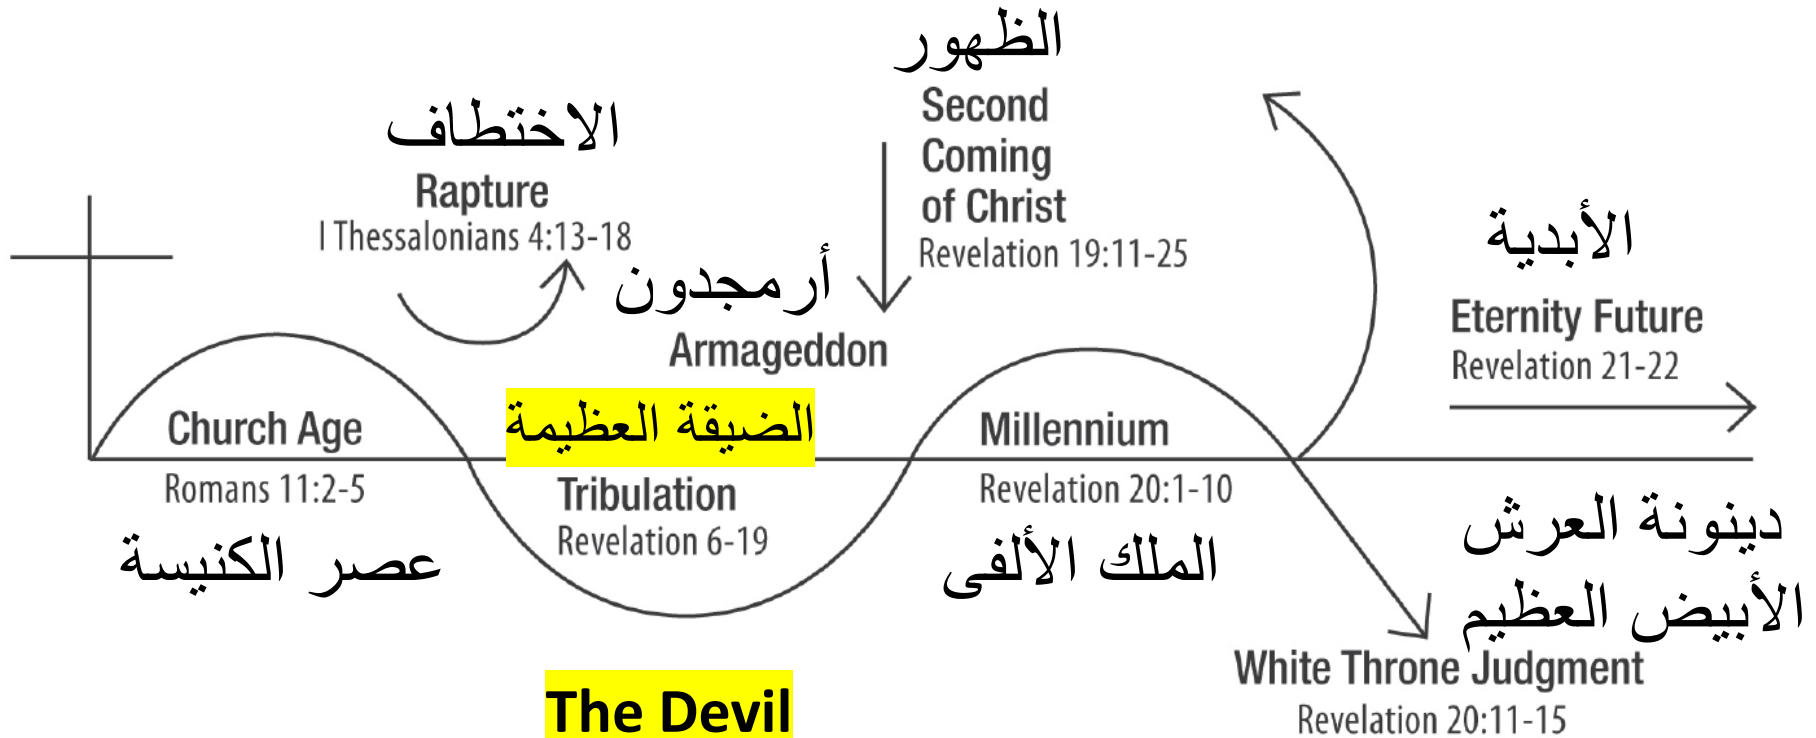 الظهور
Second
Coming
of Christ
Revelation 19:11-25
الاختطاف
Rapture
I Thessalonians 4:13-18
أرمجدون
Armageddon
الأبدية
Eternity Future
Revelation 21-22
Church Age
Romans 11:2-5
عصر الكنيسة
الضيقة العظيمة
Tribulation
Revelation 6-19
Millennium
Revelation 20:1-10
الملك الألفى
دينونة العرش
الأبيض العظيم
White Throne Judgment
Revelation 20:11-15
The Devil